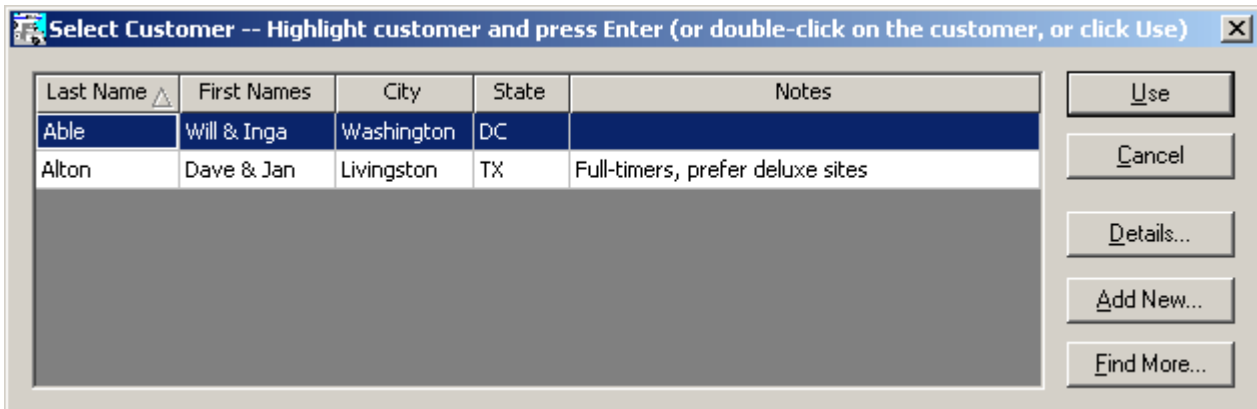 Select Customer -- Highlight customer and press Enter (or double-click on the customer, or click Use)
Last Name First Names City State Notes
Able Will & Inga Washington DC
Alton Dave & Jan Livingston TX Full-timers, prefer deluxe sites
Use
Cancel
Details...
Add New...
Find More...